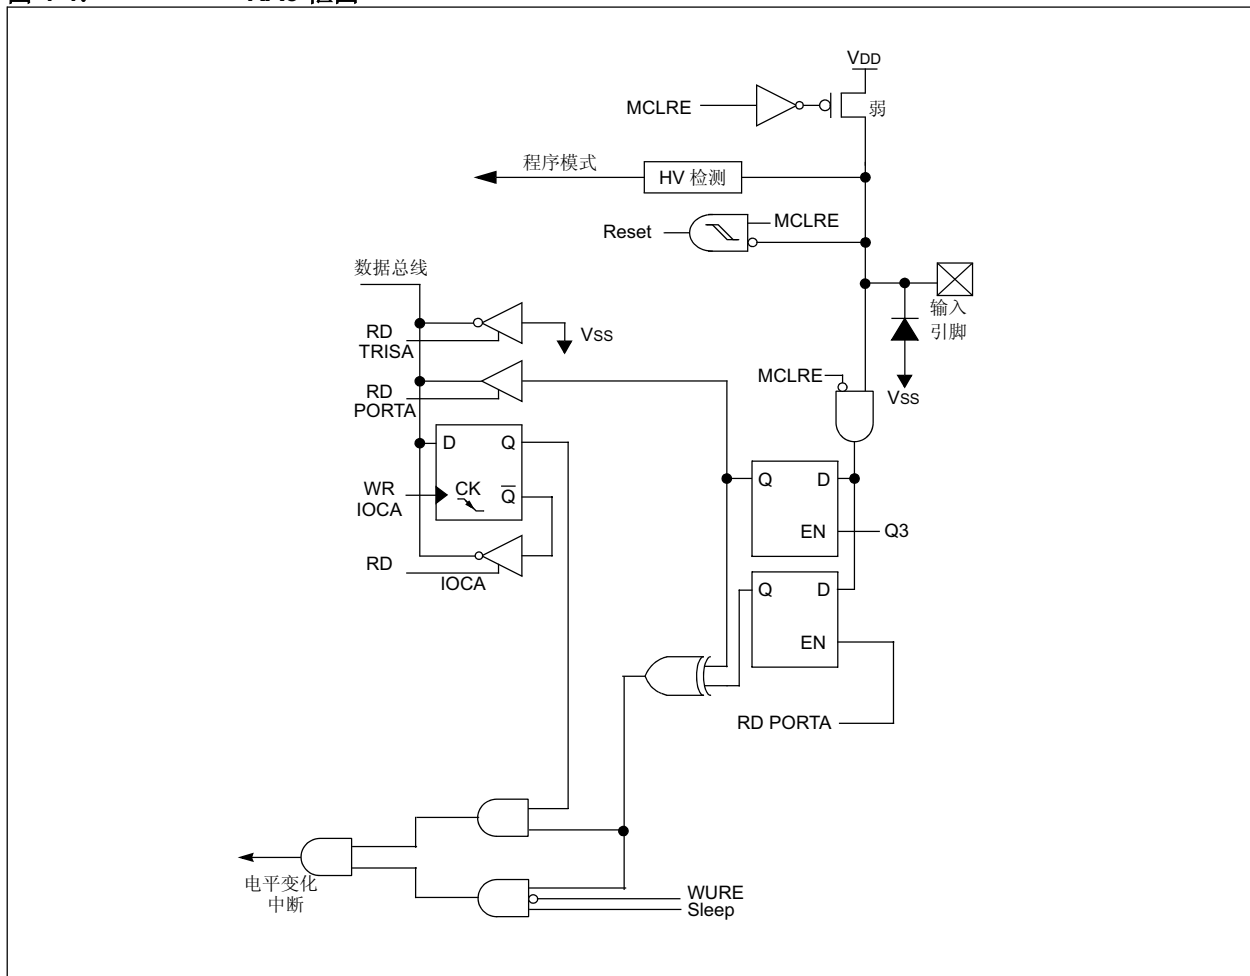 VDD
MCLRE
弱
程序模式
HV 检测
MCLRE
Reset
数据总线
输入
引脚
RD
TRISA
VSS
MCLRE
VSS
RD
PORTA
D Q
Q D
WR
IOCA
CK Q̅
EN Q3
RD
IOCA
Q D
EN
RD PORTA
电平变化
中断
WURE
Sleep